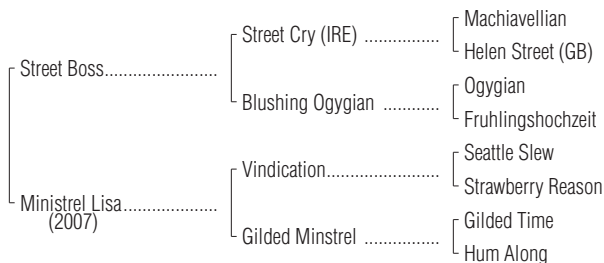 Machiavellian
Street Cry (IRE) ..................
Helen Street (GB)
Street Boss...........................
Ogygian
Blushing Ogygian .............
Fruhlingshochzeit
Seattle Slew
Vindication..........................
Strawberry Reason
Ministrel Lisa......................
(2007)
Gilded Time
Gilded Minstrel ..................
Hum Along